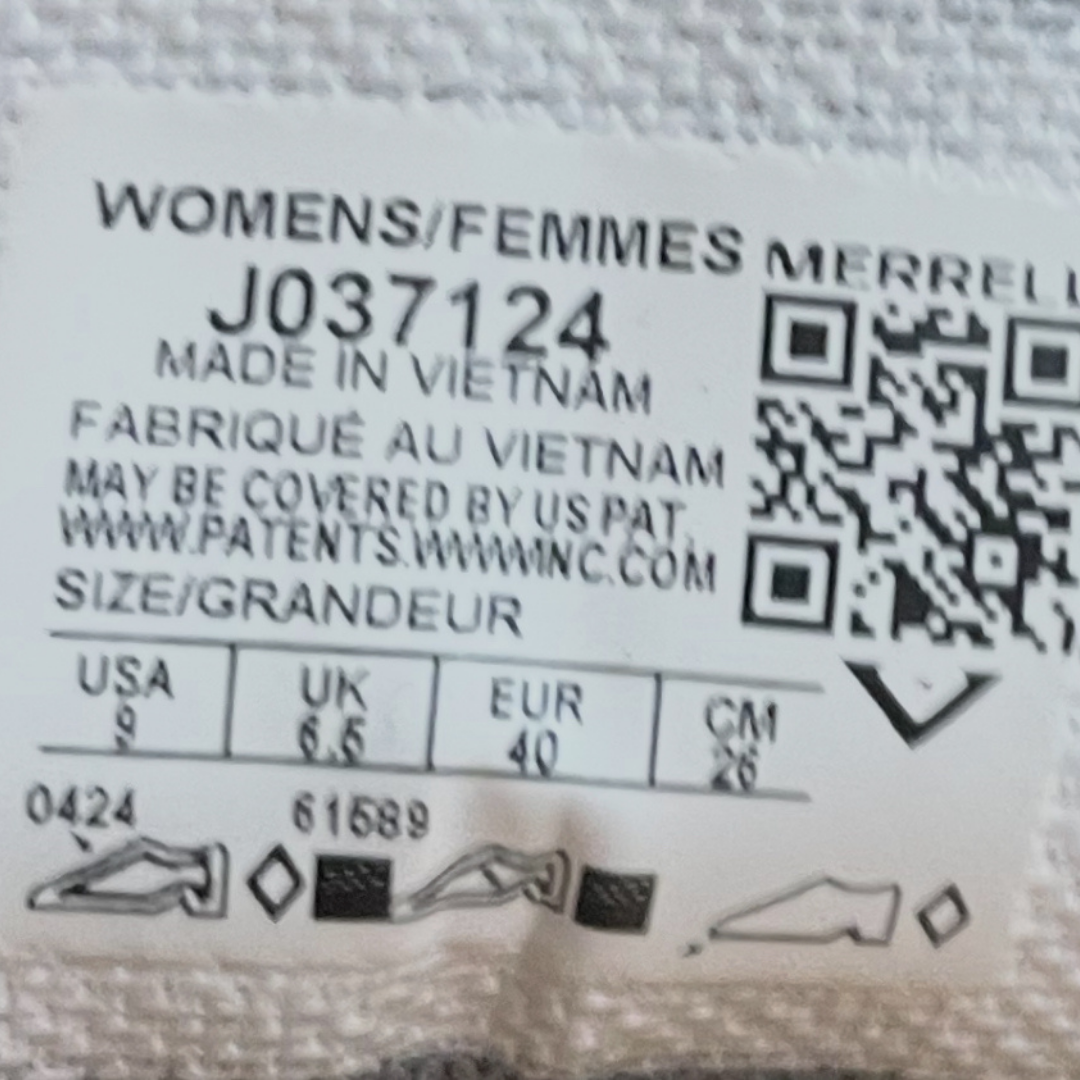 WOMENS/FEMMES MERRELL
J037124
MADE IN VIETNAM
FABRIQUÉ AU VIETNAM
MAY BE COVERED BY US PAT.
WWW.PATENTS.WWWINC.COM
SIZE/GRANDEUR
USA UK EUR CM
9 6.5 40 26
0424 61589